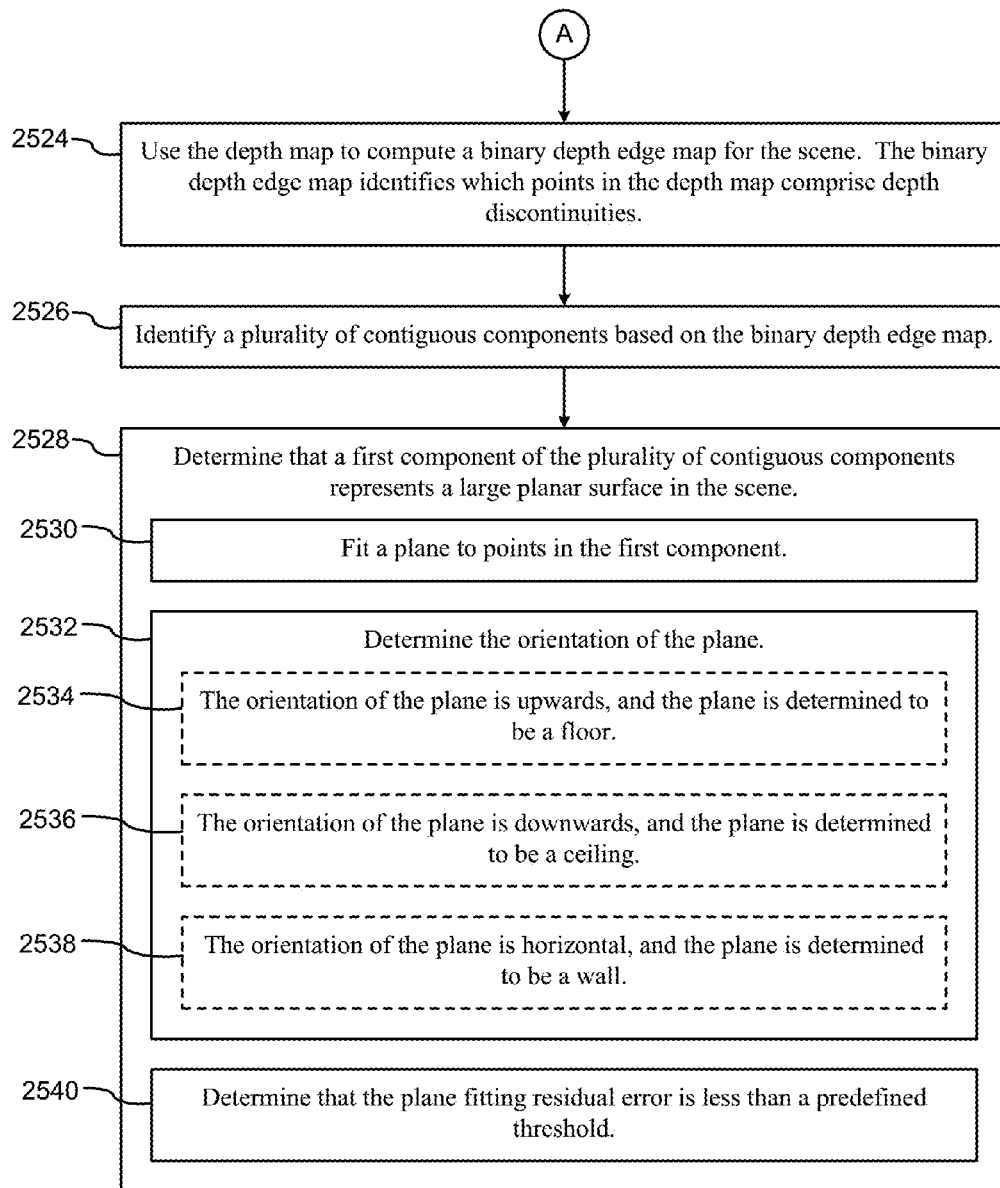 A
2524
Use the depth map to compute a binary depth edge map for the scene. The binary
depth edge map identifies which points in the depth map comprise depth
discontinuities.
2526
Identify a plurality of contiguous components based on the binary depth edge map.
2528
Determine that a first component of the plurality of contiguous components
represents a large planar surface in the scene.
2530
Fit a plane to points in the first component.
2532
Determine the orientation of the plane.
2534
The orientation of the plane is upwards, and the plane is determined to
be a floor.
2536
The orientation of the plane is downwards, and the plane is determined
to be a ceiling.
2538
The orientation of the plane is horizontal, and the plane is determined
to be a wall.
2540
Determine that the plane fitting residual error is less than a predefined
threshold.